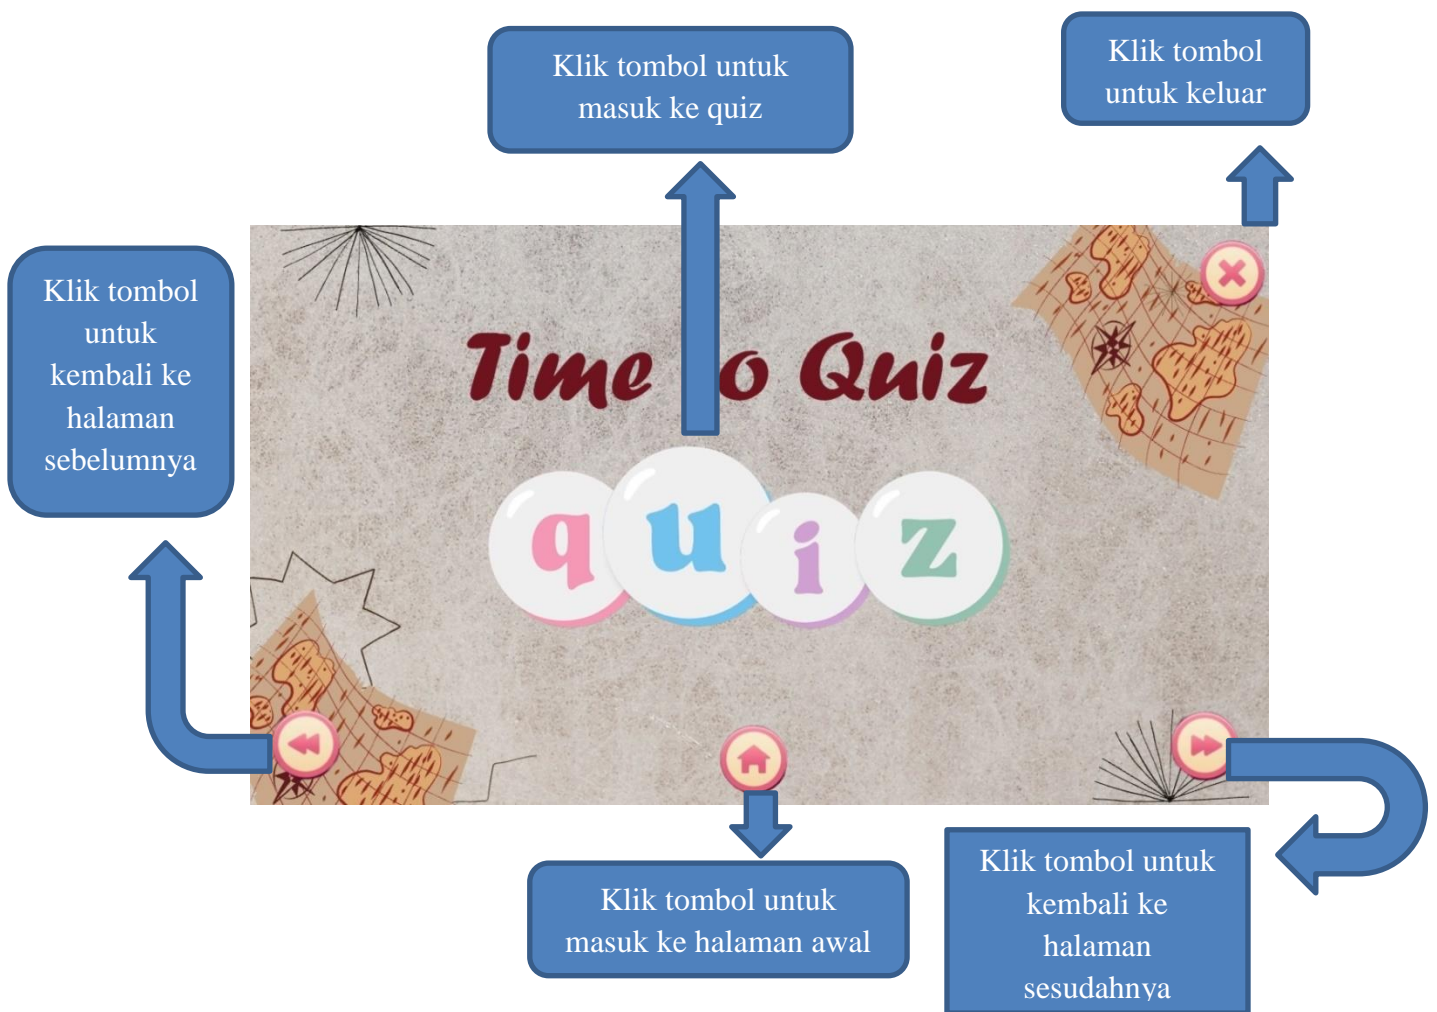 Klik tombol untuk
masuk ke quiz
Klik tombol
untuk keluar
Klik tombol
untuk
kembali ke
halaman
sebelumnya
Time o Quiz
quiz
Klik tombol untuk
masuk ke halaman awal
Klik tombol untuk
kembali ke
halaman
sesudahnya